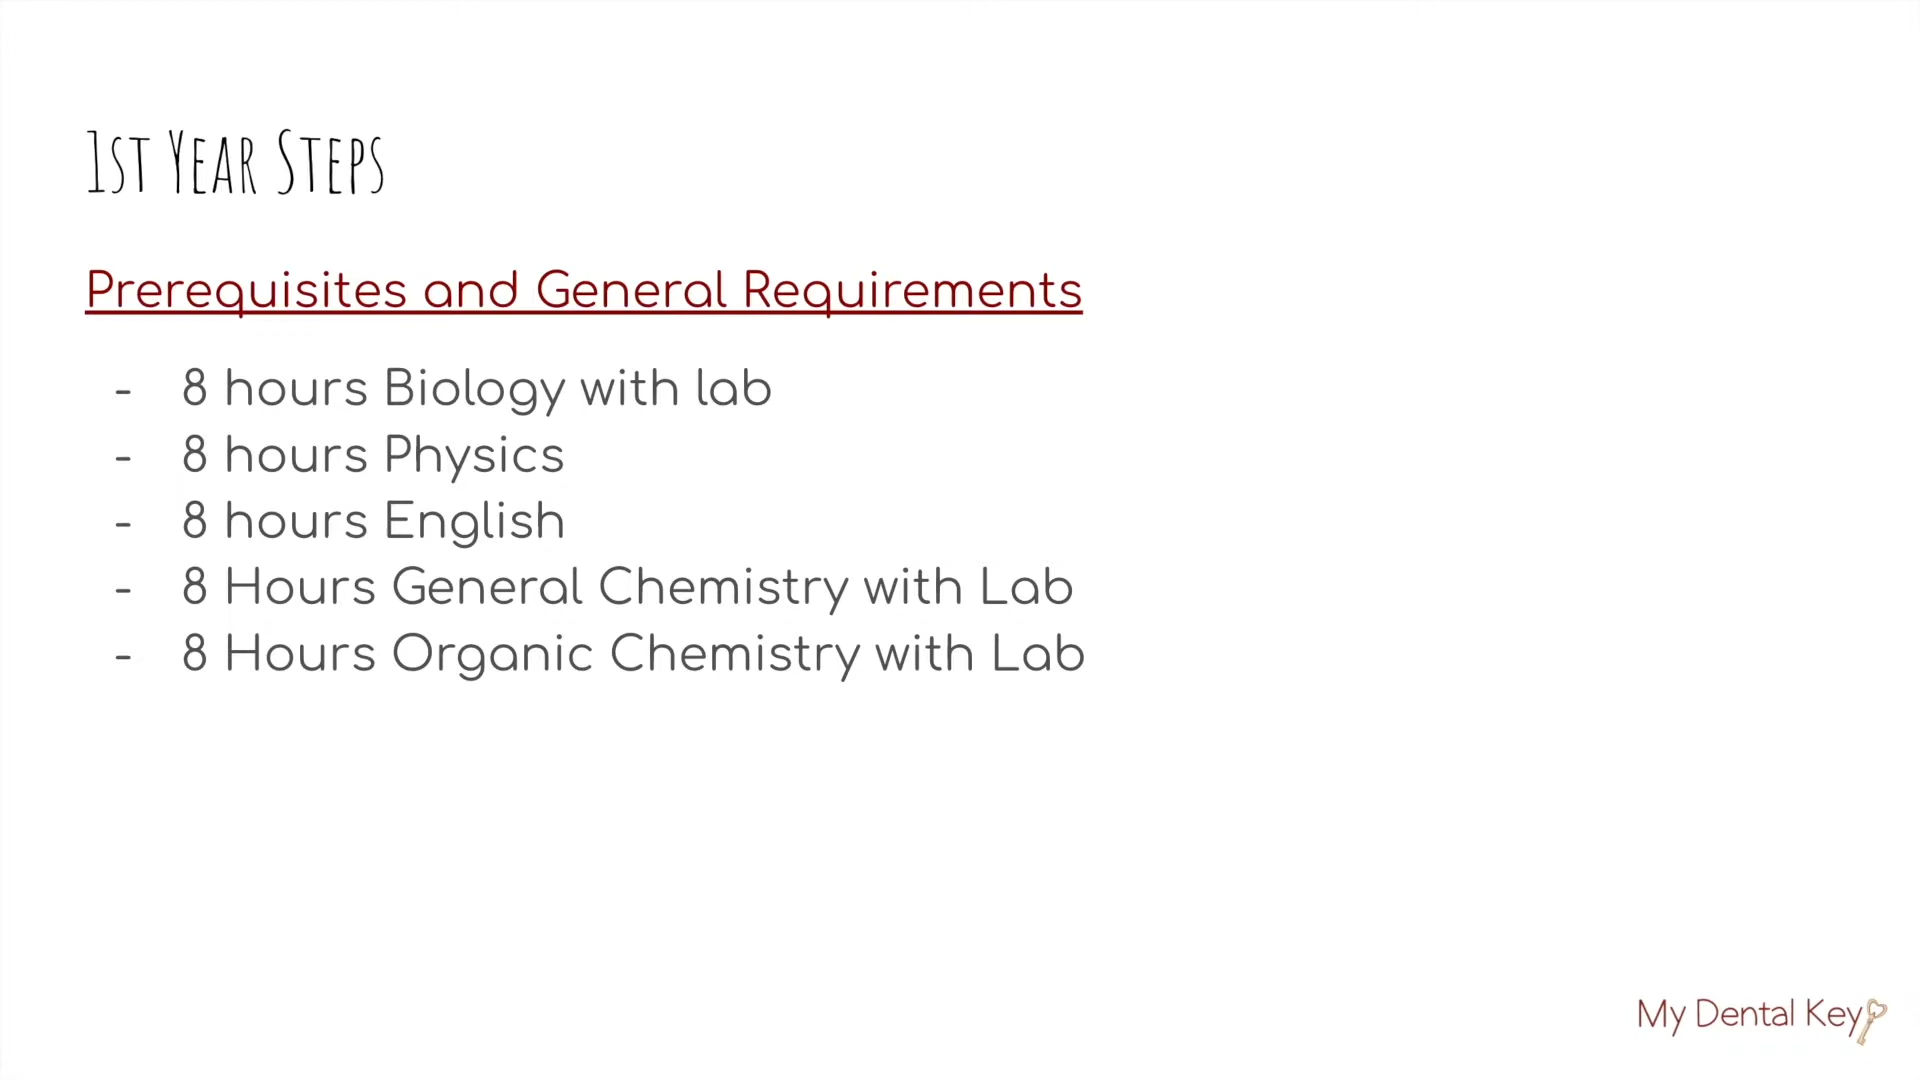 1st Year Steps
Prerequisites and General Requirements
- 8 hours Biology with lab
- 8 hours Physics
- 8 hours English
- 8 Hours General Chemistry with Lab
- 8 Hours Organic Chemistry with Lab
My Dental Key